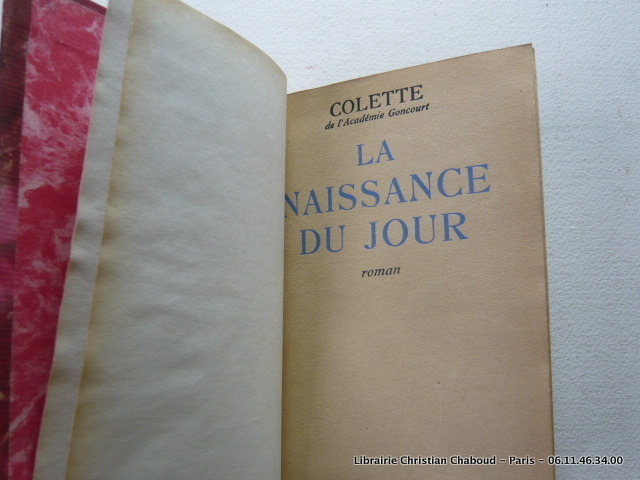 COLETTE
de l'Académie Goncourt
LA
NAISSANCE
DU JOUR
roman
Librairie Christian Chaboud - Paris - 06.11.46.34.00